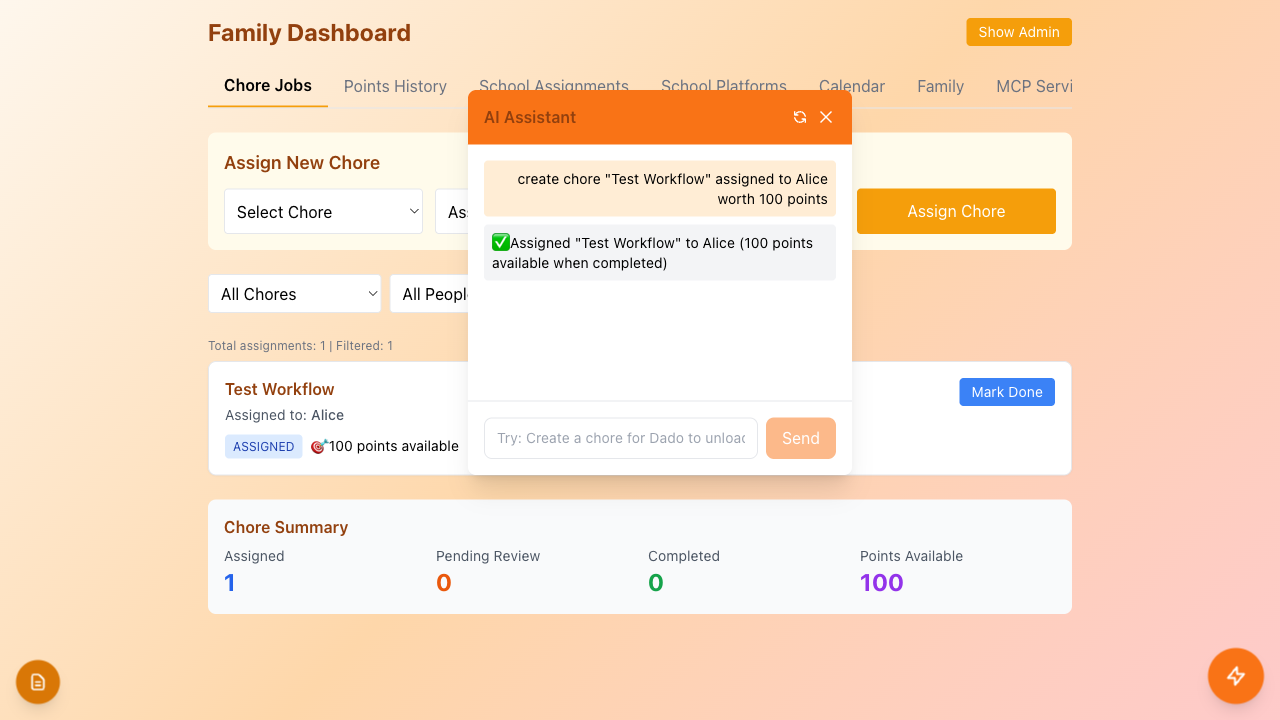 Family Dashboard
Show Admin
Chore Jobs
Points History
School Assignments
School Platforms
Calendar
Family
MCP Servi
AI Assistant
create chore "Test Workflow" assigned to Alice
worth 100 points
✅Assigned "Test Workflow" to Alice (100 points
available when completed)
Try: Create a chore for Dado to unloac
Send
Assign New Chore
Select Chore
As
Assign Chore
All Chores
All People
Total assignments: 1 | Filtered: 1
Test Workflow
Assigned to: Alice
ASSIGNED
🎯100 points available
Mark Done
Chore Summary
Assigned
1
Pending Review
0
Completed
0
Points Available
100